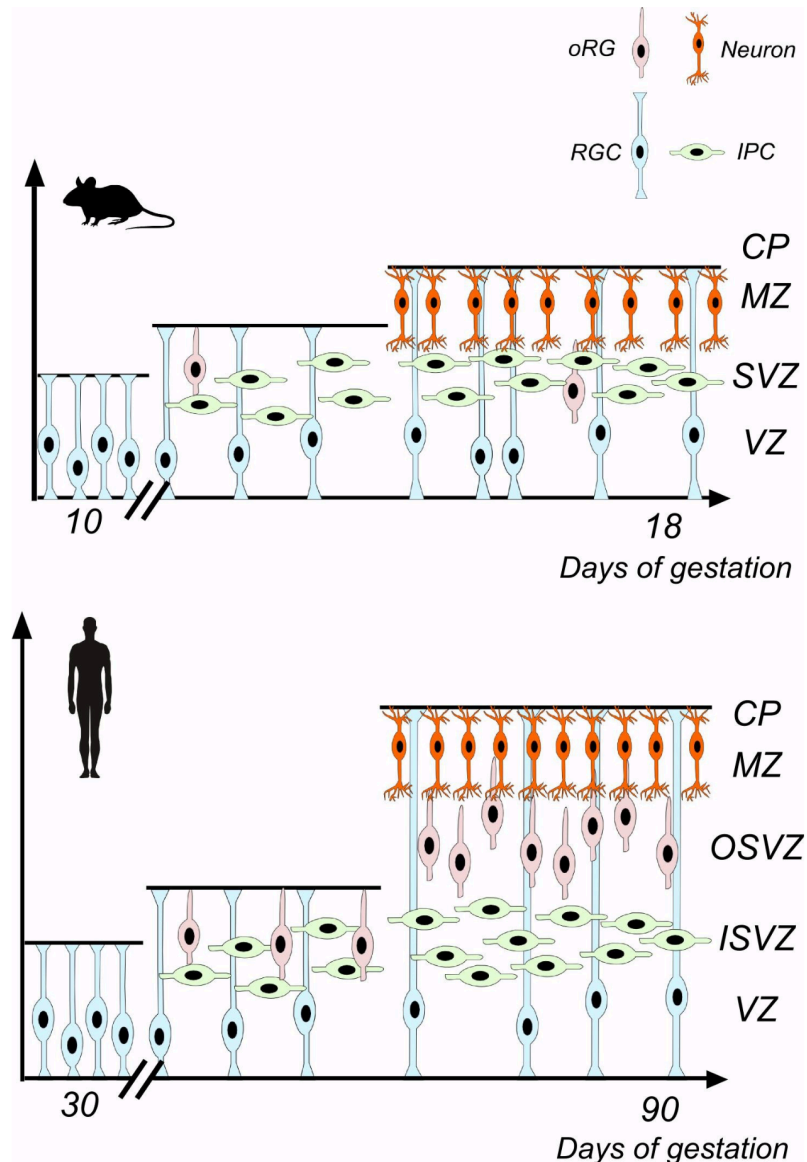 oRG
Neuron
RGC
IPC
CP
MZ
SVZ
VZ
10
18
Days of gestation
CP
MZ
OSVZ
ISVZ
VZ
30
90
Days of gestation